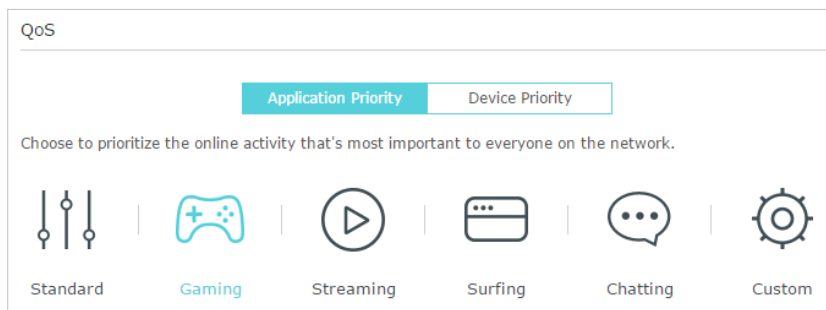 QoS
Application Priority Device Priority
Choose to prioritize the online activity that's most important to everyone on the network.
Standard Gaming Streaming Surfing Chatting Custom